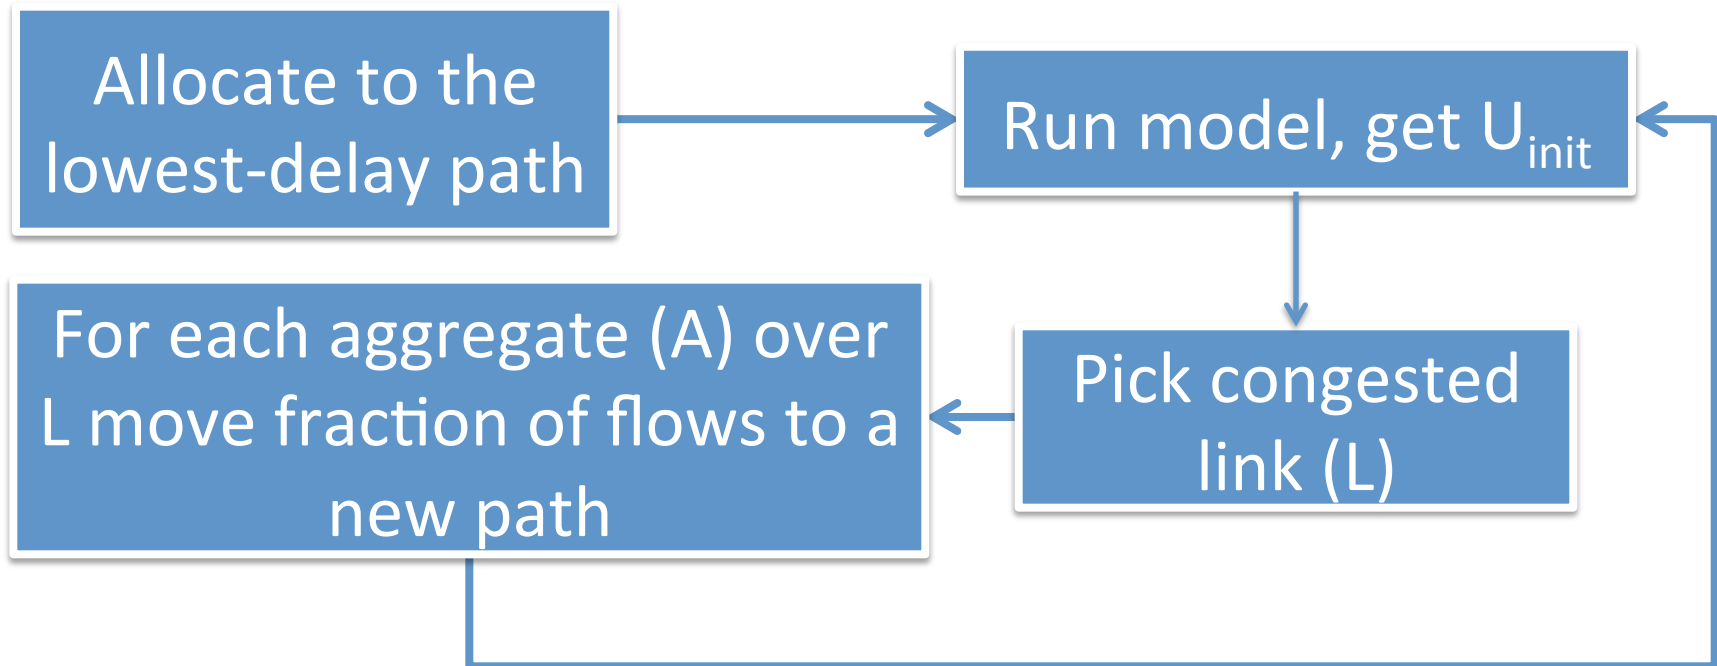 Allocate to the
lowest-delay path
Run model, get U_init
For each aggregate (A) over
L move fraction of flows to a
new path
Pick congested
link (L)